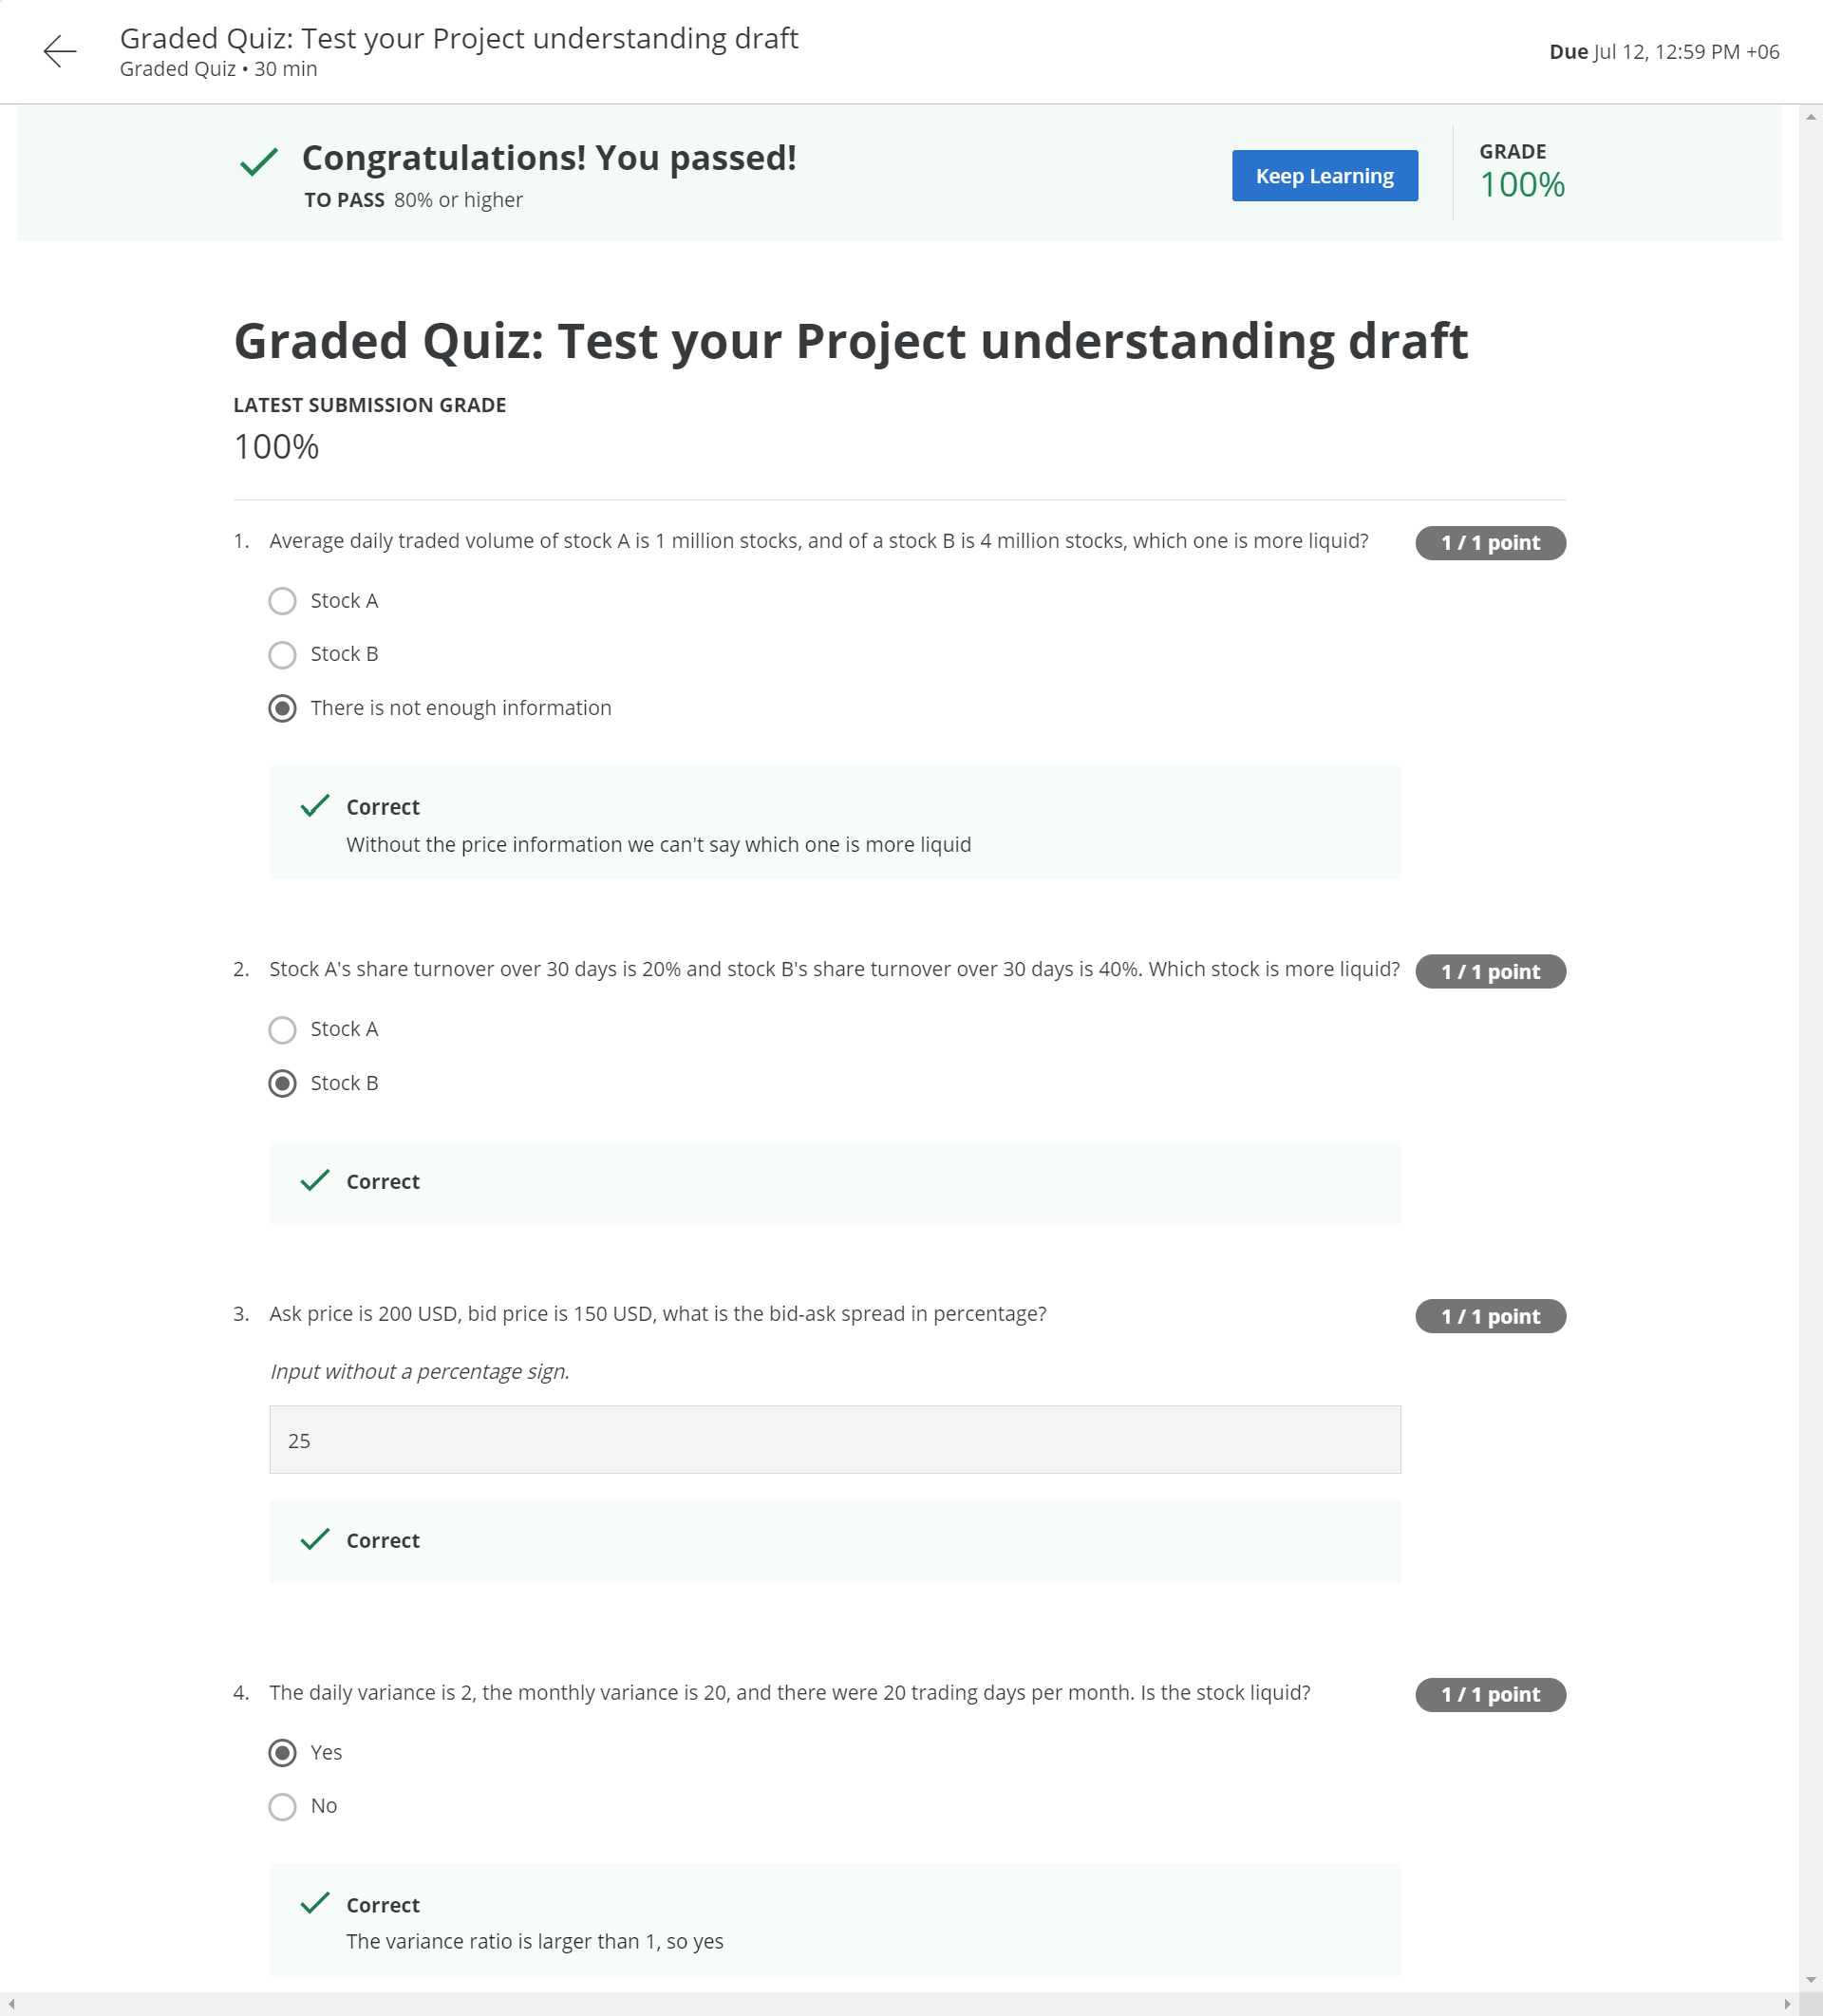 Graded Quiz: Test your Project understanding draft
Graded Quiz • 30 min
Due Jul 12, 12:59 PM +06
Congratulations! You passed!
TO PASS 80% or higher
Keep Learning
GRADE
100%
Graded Quiz: Test your Project understanding draft
LATEST SUBMISSION GRADE
100%
1. Average daily traded volume of stock A is 1 million stocks, and of a stock B is 4 million stocks, which one is more liquid?
1 / 1 point
Stock A
Stock B
There is not enough information
Correct
Without the price information we can't say which one is more liquid
2. Stock A's share turnover over 30 days is 20% and stock B's share turnover over 30 days is 40%. Which stock is more liquid?
1 / 1 point
Stock A
Stock B
Correct
3. Ask price is 200 USD, bid price is 150 USD, what is the bid-ask spread in percentage?
1 / 1 point
Input without a percentage sign.
25
Correct
4. The daily variance is 2, the monthly variance is 20, and there were 20 trading days per month. Is the stock liquid?
1 / 1 point
Yes
No
Correct
The variance ratio is larger than 1, so yes